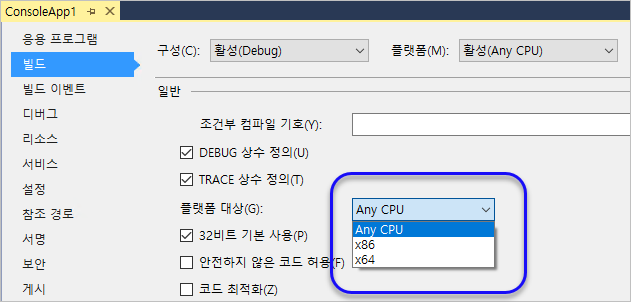 ConsoleApp1
응용 프로그램
빌드
빌드 이벤트
디버그
리소스
서비스
설정
참조 경로
서명
보안
게시
구성(C): 활성(Debug) 플랫폼(M): 활성(Any CPU)
일반
조건부 컴파일 기호(Y):
DEBUG 상수 정의(U)
TRACE 상수 정의(T)
플랫폼 대상(G): Any CPU
Any CPU
32비트 기본 사용(P)
x86
안전하지 않은 코드 허용(F)
x64
코드 최적화(Z)